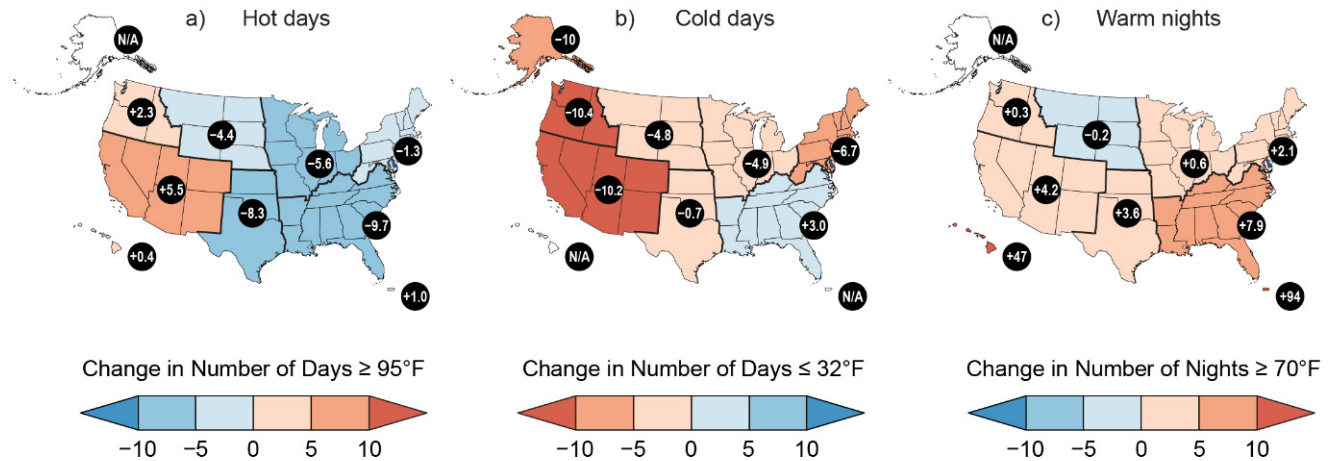 a) Hot days
N/A
+2.3
−4.4
−5.6
−1.3
+5.5
−8.3
−9.7
+0.4
+1.0
Change in Number of Days ≥ 95°F
−10 −5 0 5 10
b) Cold days
−10
−10.4
−4.8
−4.9
−6.7
−10.2
−0.7
+3.0
N/A
N/A
Change in Number of Days ≤ 32°F
−10 −5 0 5 10
c) Warm nights
N/A
+0.3
−0.2
+0.6
+2.1
+4.2
+3.6
+7.9
+47
+94
Change in Number of Nights ≥ 70°F
−10 −5 0 5 10